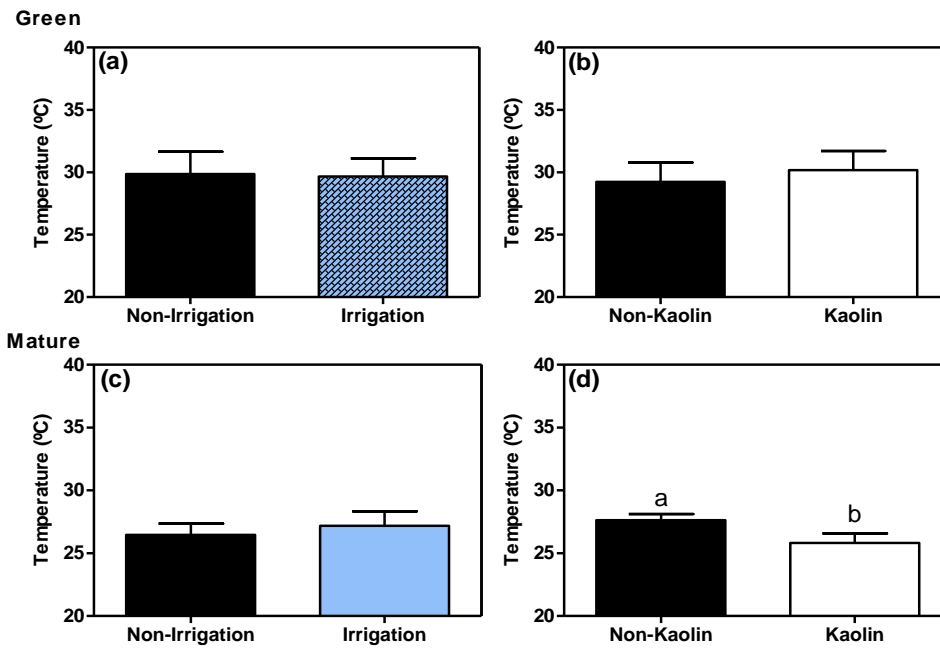 Green
(a)
Temperature (ºC)
40
35
30
25
20
Non-Irrigation Irrigation
(b)
Temperature (ºC)
40
35
30
25
20
Non-Kaolin Kaolin
Mature
(c)
Temperature (ºC)
40
35
30
25
20
Non-Irrigation Irrigation
(d)
Temperature (ºC)
40
35
30
25
20
a
b
Non-Kaolin Kaolin